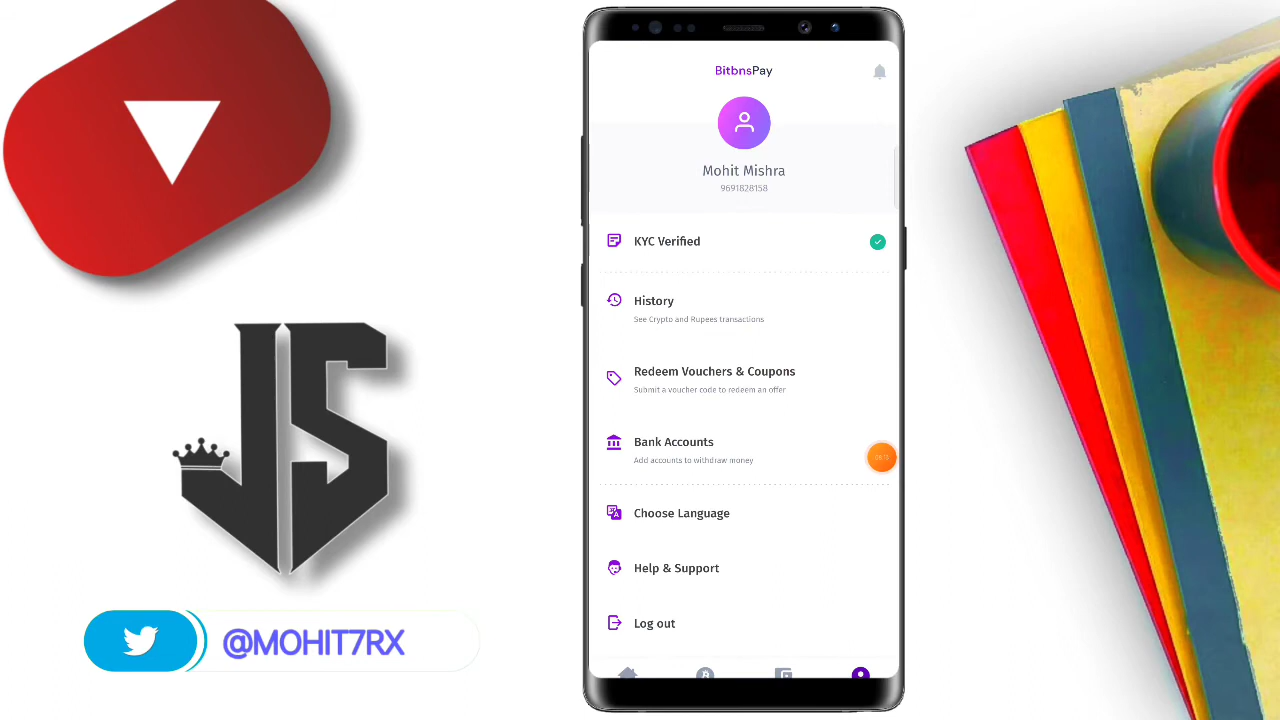 JS
@MOHIT7RX
BitbnsPay
Mohit Mishra
9691828158
KYC Verified
History
See Crypto and Rupees transactions
Redeem Vouchers & Coupons
Submit a voucher code to redeem an offer
Bank Accounts
Add accounts to withdraw money
Choose Language
Help & Support
Log out